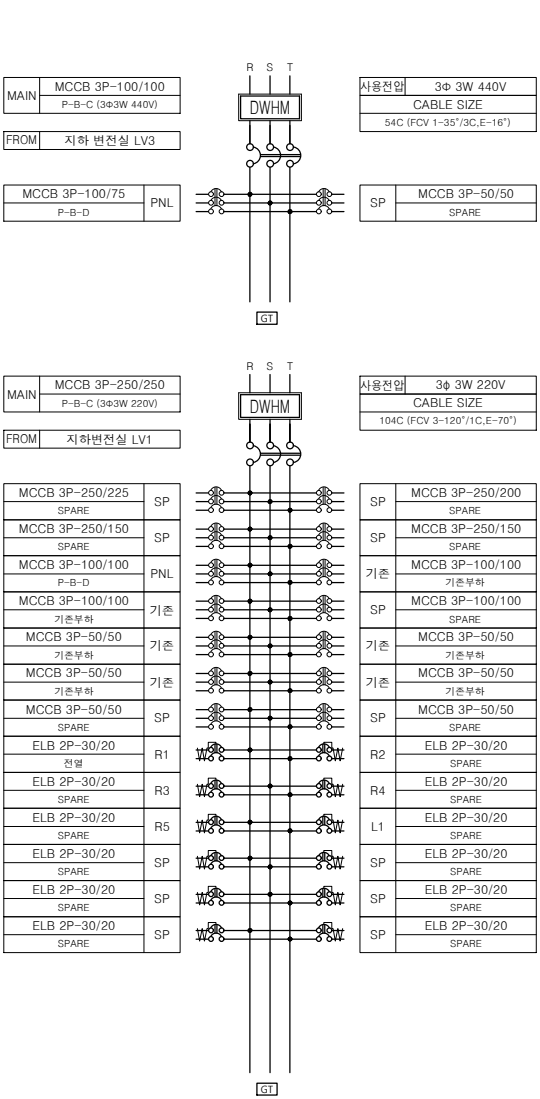 R S T
MAIN MCCB 3P-100/100
P-B-C (3Φ3W 440V)
DWHM
사용전압 3Φ 3W 440V
CABLE SIZE
54C (FCV 1-35°/3C,E-16°)
FROM 지하 변전실 LV3
MCCB 3P-100/75 PNL
P-B-D
SP MCCB 3P-50/50
SPARE
GT
R S T
MAIN MCCB 3P-250/250
P-B-C (3Φ3W 220V)
DWHM
사용전압 3ϕ 3W 220V
CABLE SIZE
104C (FCV 3-120°/1C,E-70°)
FROM 지하변전실 LV1
MCCB 3P-250/225 SP
SPARE
SP MCCB 3P-250/200
SPARE
MCCB 3P-250/150 SP
SPARE
SP MCCB 3P-250/150
SPARE
MCCB 3P-100/100 PNL
P-B-D
기존 MCCB 3P-100/100
기존부하
MCCB 3P-100/100 기존
기존부하
SP MCCB 3P-100/100
SPARE
MCCB 3P-50/50 기존
기존부하
기존 MCCB 3P-50/50
기존부하
MCCB 3P-50/50 기존
기존부하
기존 MCCB 3P-50/50
기존부하
MCCB 3P-50/50 SP
SPARE
SP MCCB 3P-50/50
SPARE
ELB 2P-30/20 R1
전열
R2 ELB 2P-30/20
SPARE
ELB 2P-30/20 R3
SPARE
R4 ELB 2P-30/20
SPARE
ELB 2P-30/20 R5
SPARE
L1 ELB 2P-30/20
SPARE
ELB 2P-30/20 SP
SPARE
SP ELB 2P-30/20
SPARE
ELB 2P-30/20 SP
SPARE
SP ELB 2P-30/20
SPARE
ELB 2P-30/20 SP
SPARE
SP ELB 2P-30/20
SPARE
GT